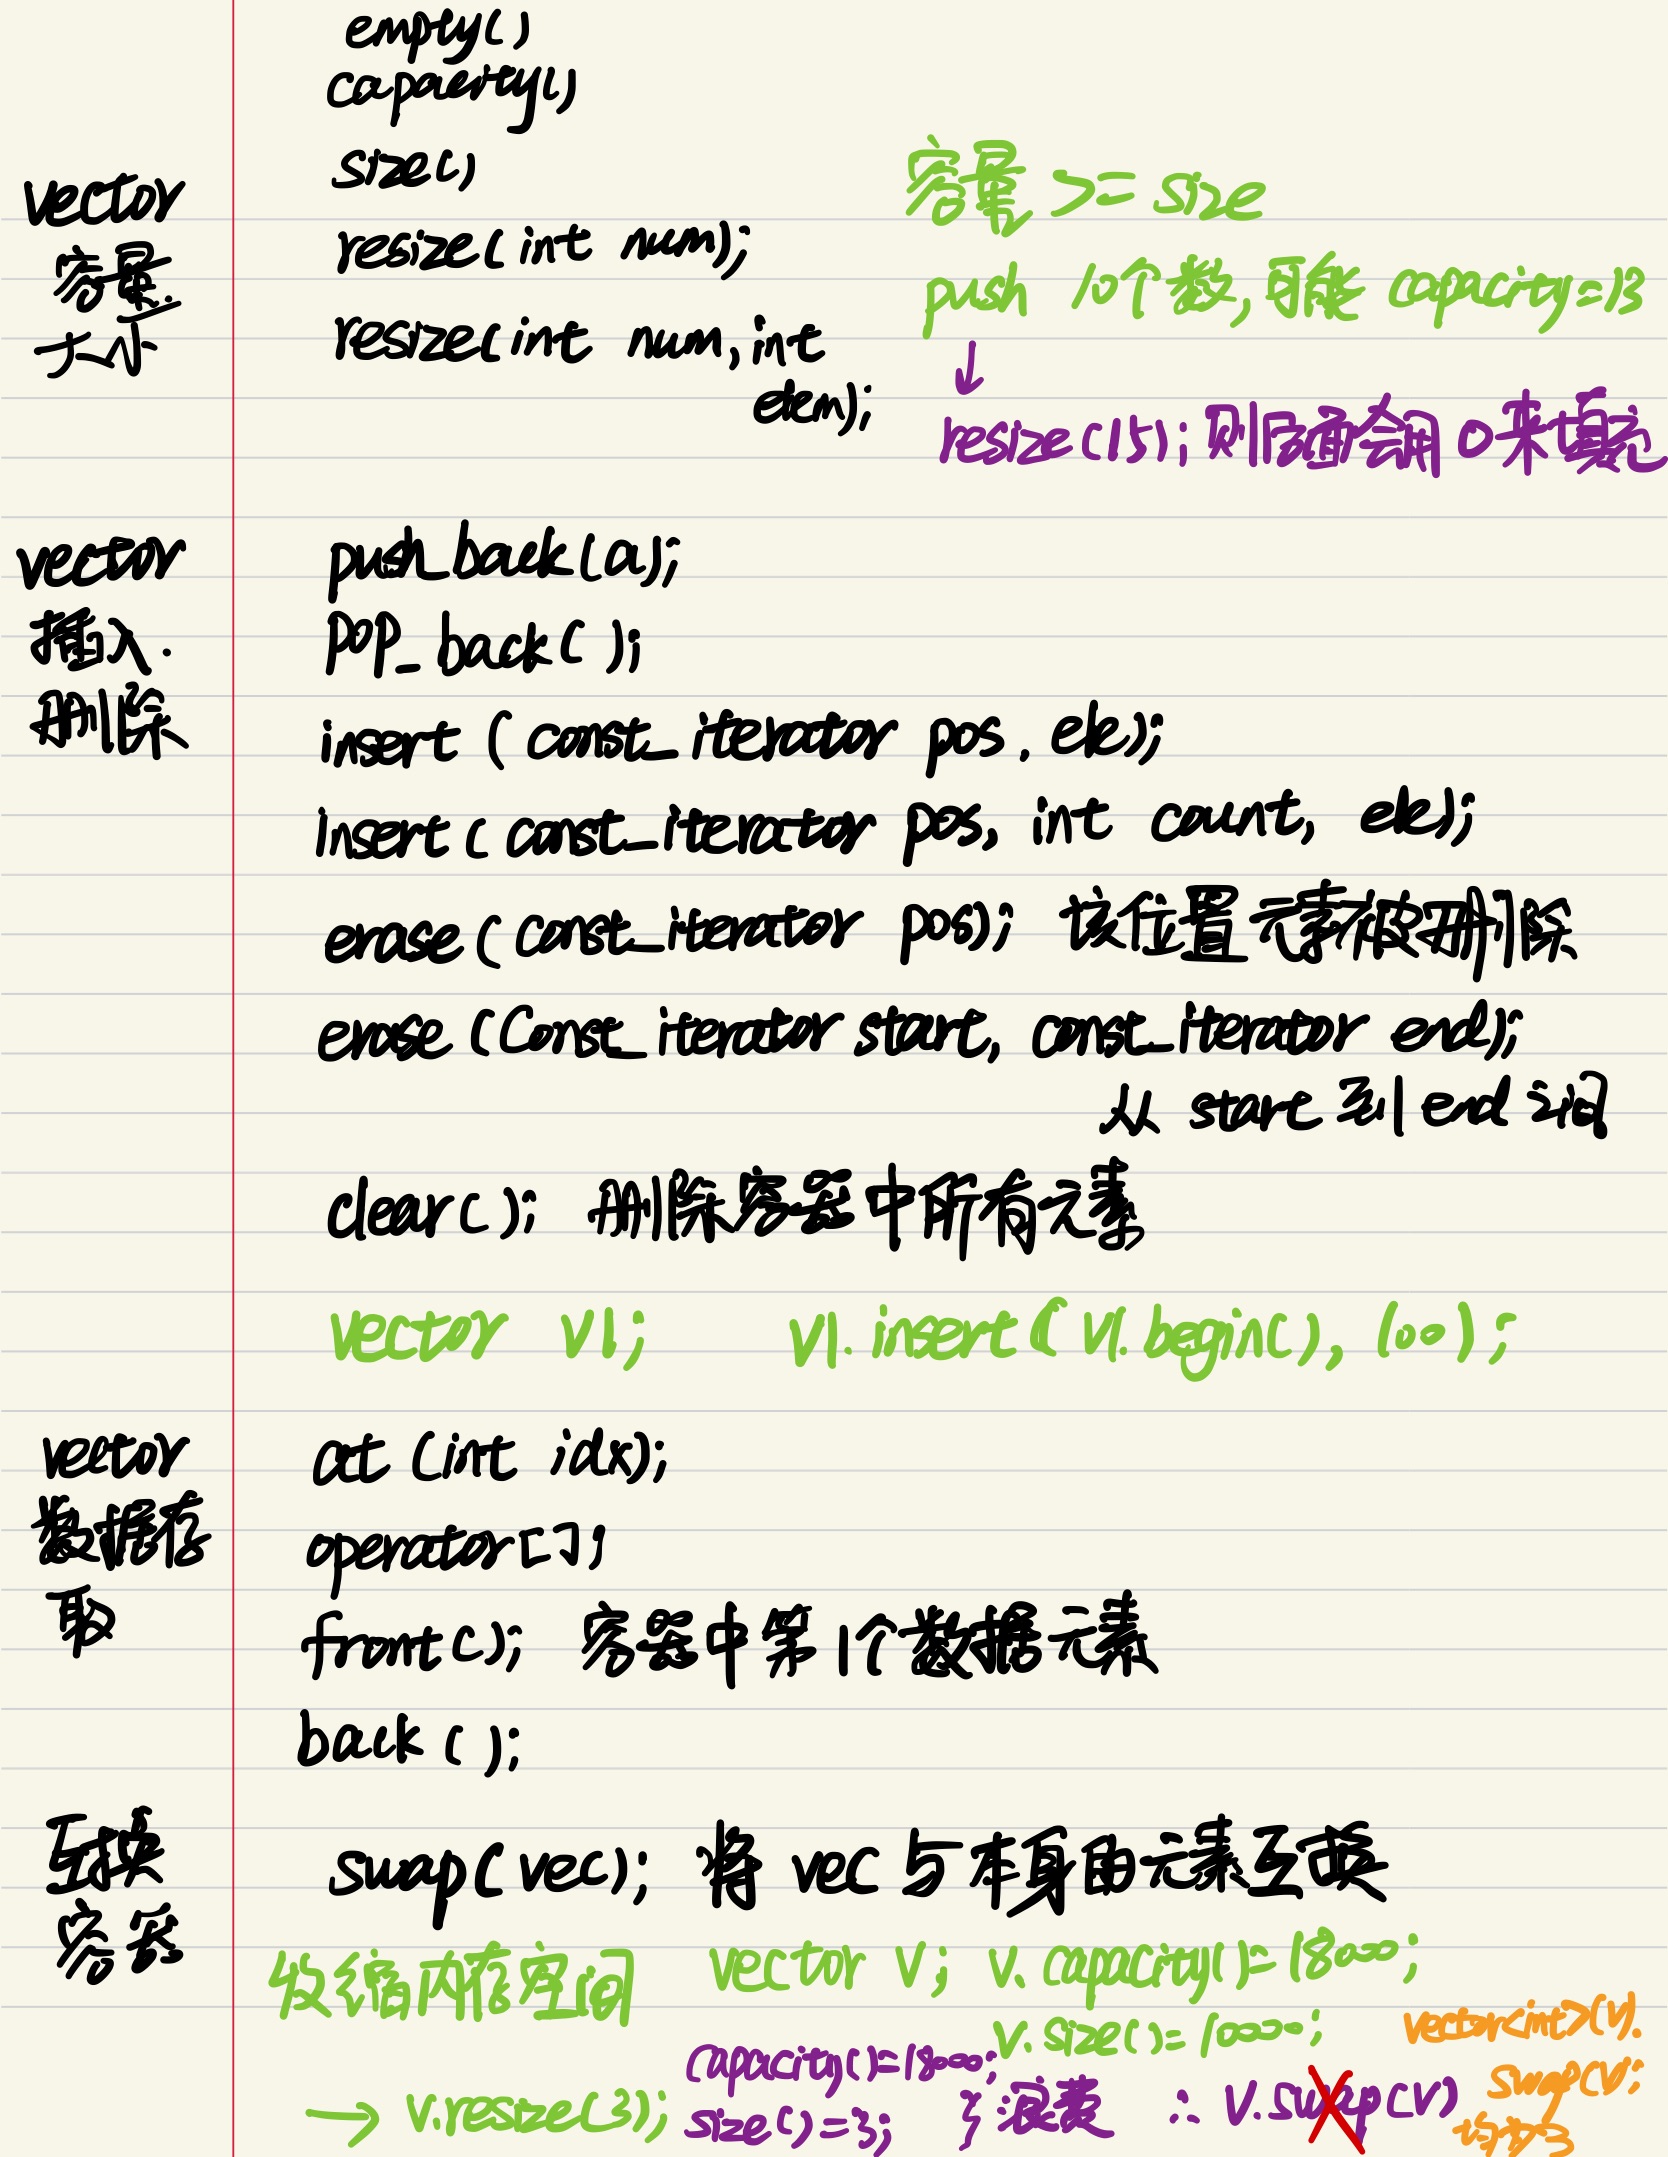 empty()
capacity()
size()
vector
容量.
大小
resize(int num);
resize(int num, int
elem);
容量 >= size
push 10个数, 可能 capacity=13
↓
resize(15); 则后面会用0来填充
vector
插入.
删除
push_back(a);
pop_back();
insert(const_iterator pos, ele);
insert(const_iterator pos, int count, ele);
erase(const_iterator pos); 该位置元素被删除
erase(const_iterator start, const_iterator end);
从 start 到 end 之间
clear(); 删除容器中所有元素
vector v1; v1.insert(v1.begin(), 100);
vector
数据存
取
at(int idx);
operator[];
front(); 容器中第1个数据元素
back();
互换
容器
swap(vec); 将 vec 与本身的元素互换
收缩内存空间 vector v; v.capacity()=18000;
v.size()=10000;
→ v.resize(3);
capacity()=18000;
size()=3;
} 浪费 ∴ v.swap(v)
vector<int>(v).
swap(v);
均为3